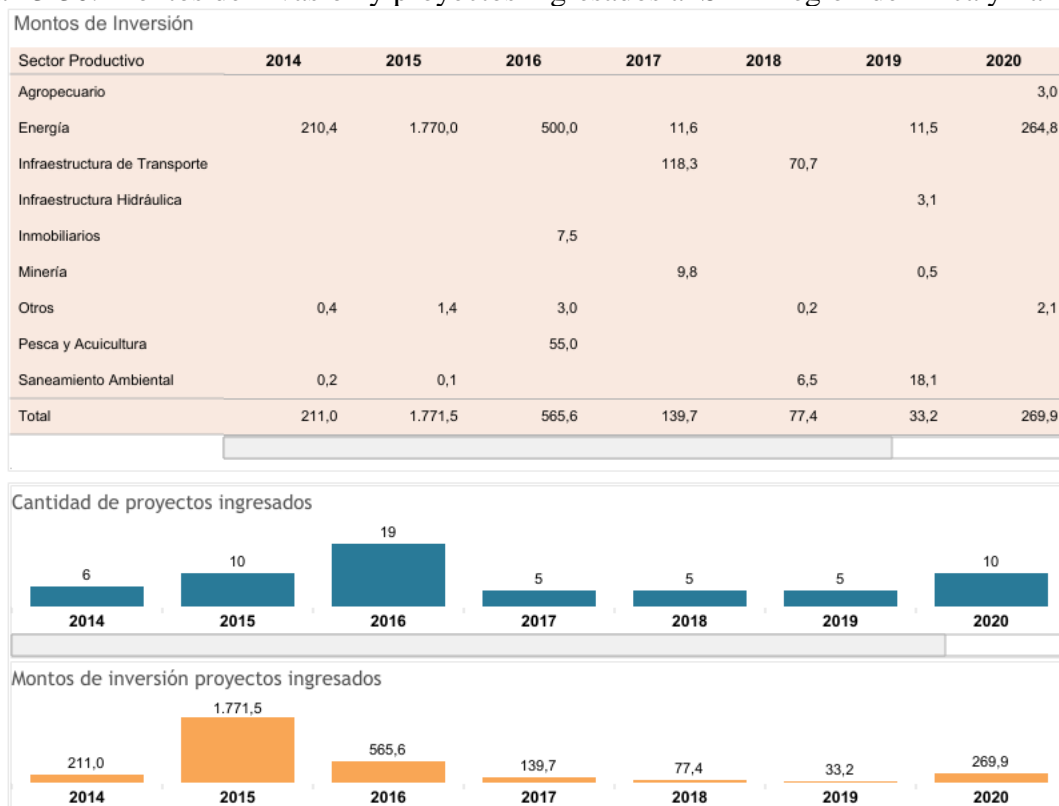 Montos de Inversión
Sector Productivo 2014 2015 2016 2017 2018 2019 2020
Agropecuario 3,0
Energía 210,4 1.770,0 500,0 11,6 11,5 264,8
Infraestructura de Transporte 118,3 70,7
Infraestructura Hidráulica 3,1
Inmobiliarios 7,5
Minería 9,8 0,5
Otros 0,4 1,4 3,0 0,2 2,1
Pesca y Acuicultura 55,0
Saneamiento Ambiental 0,2 0,1 6,5 18,1
Total 211,0 1.771,5 565,6 139,7 77,4 33,2 269,9
Cantidad de proyectos ingresados
6 10 19 5 5 5 10
2014 2015 2016 2017 2018 2019 2020
Montos de inversión proyectos ingresados
211,0 1.771,5 565,6 139,7 77,4 33,2 269,9
2014 2015 2016 2017 2018 2019 2020